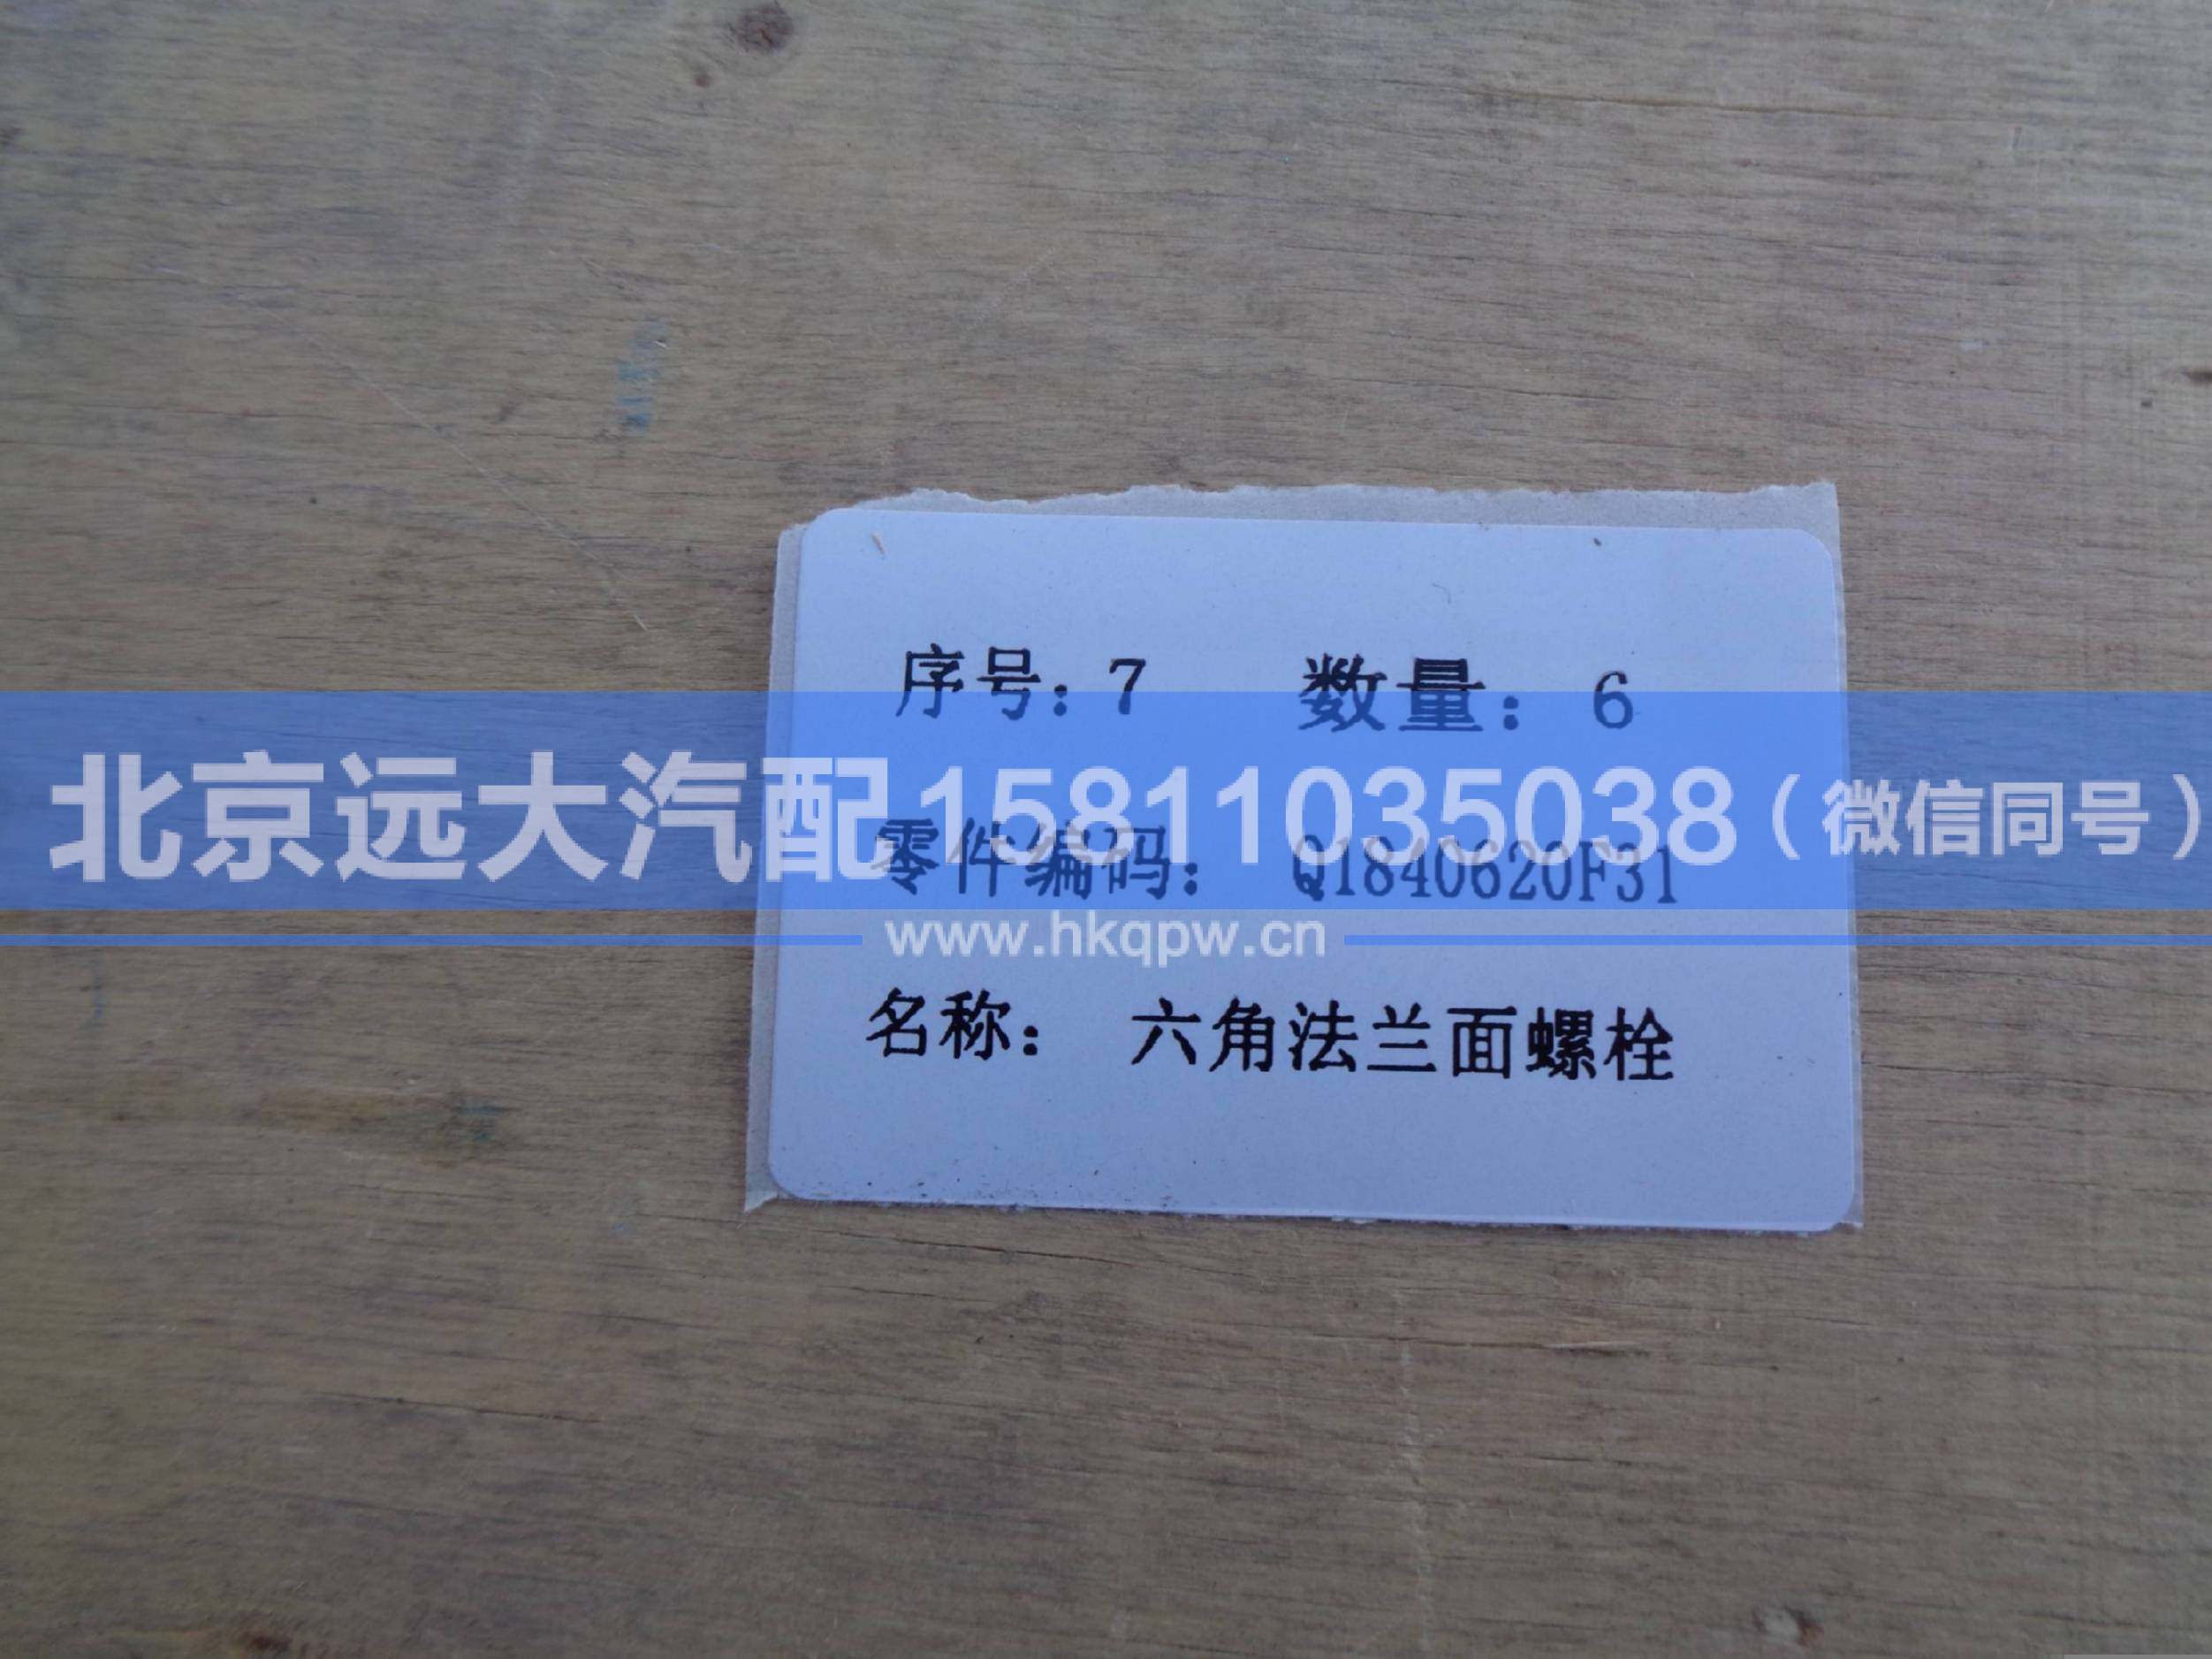 序号：7 数量：6
北京远大汽配15811035038（微信同号）
零件编码： Q1840620F31
www.hkqpw.cn
名称： 六角法兰面螺栓